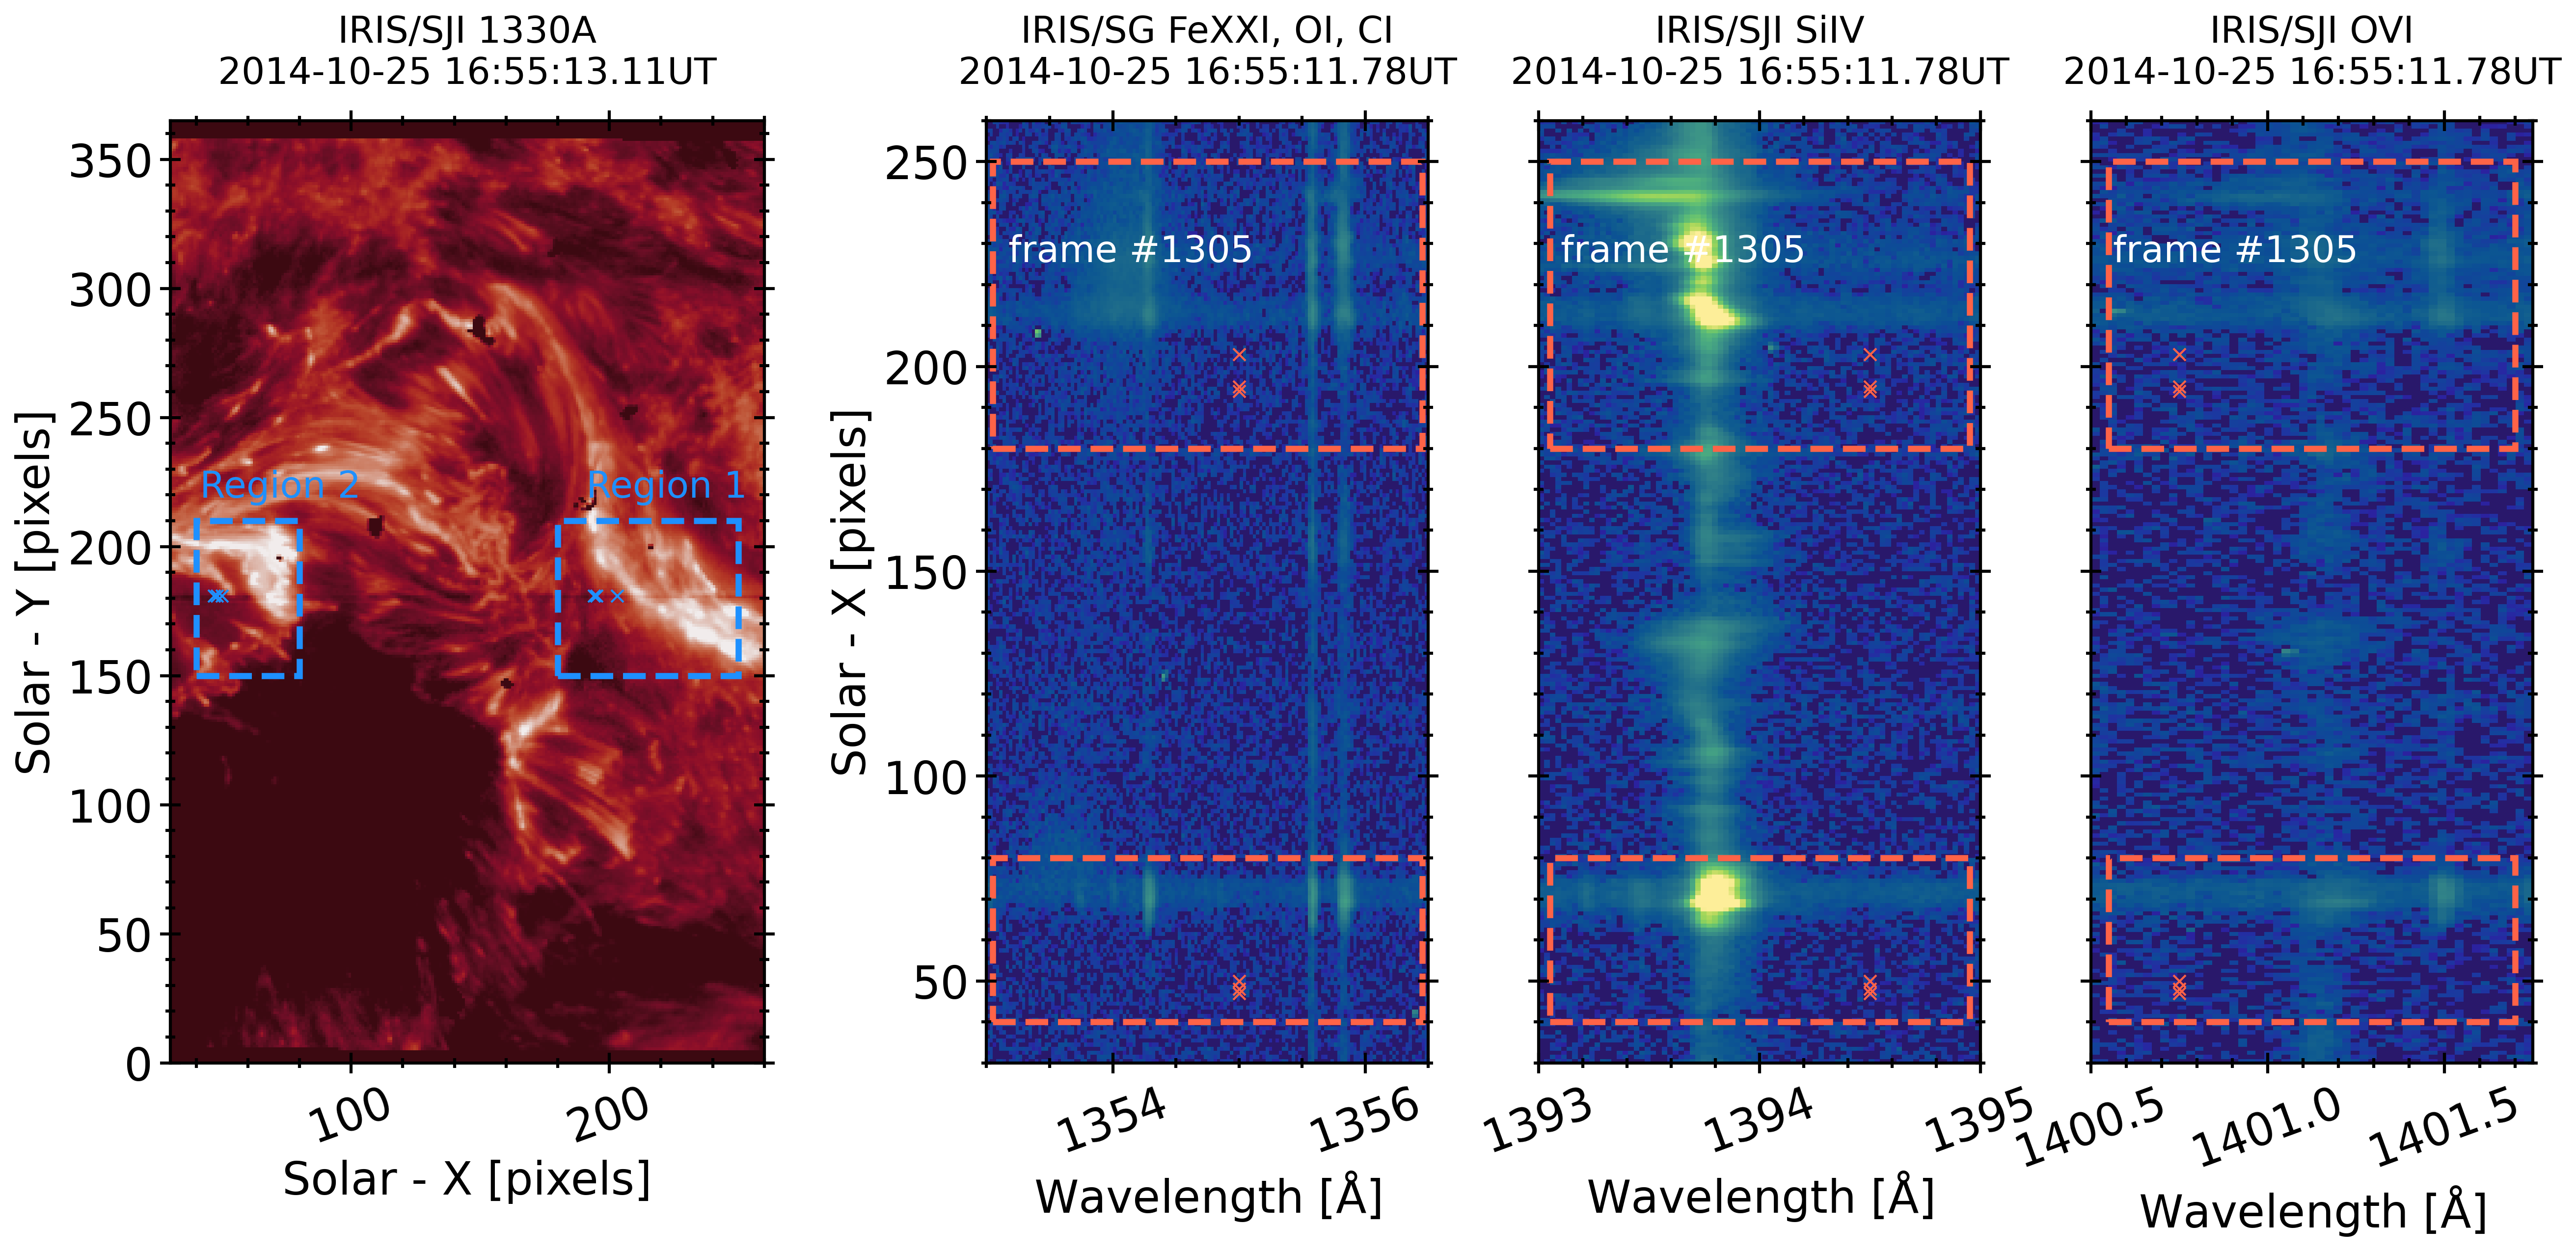 IRIS/SJI 1330A
2014-10-25 16:55:13.11UT
Solar - Y [pixels]
350
300
250
200
150
100
50
0
Region 2
Region 1
100
200
Solar - X [pixels]
IRIS/SG FeXXI, OI, CI
2014-10-25 16:55:11.78UT
Solar - X [pixels]
250
200
150
100
50
frame #1305
1354
1356
Wavelength [Å]
IRIS/SJI SiIV
2014-10-25 16:55:11.78UT
frame #1305
1393
1394
1395
Wavelength [Å]
IRIS/SJI OVI
2014-10-25 16:55:11.78UT
frame #1305
1400.5
1401.0
1401.5
Wavelength [Å]